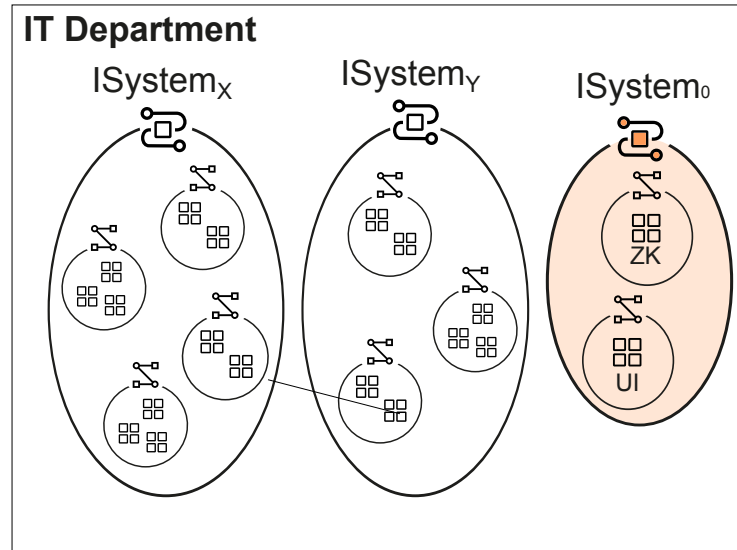 IT Department
ISystemX
ISystemY
ISystem0
ZK
UI